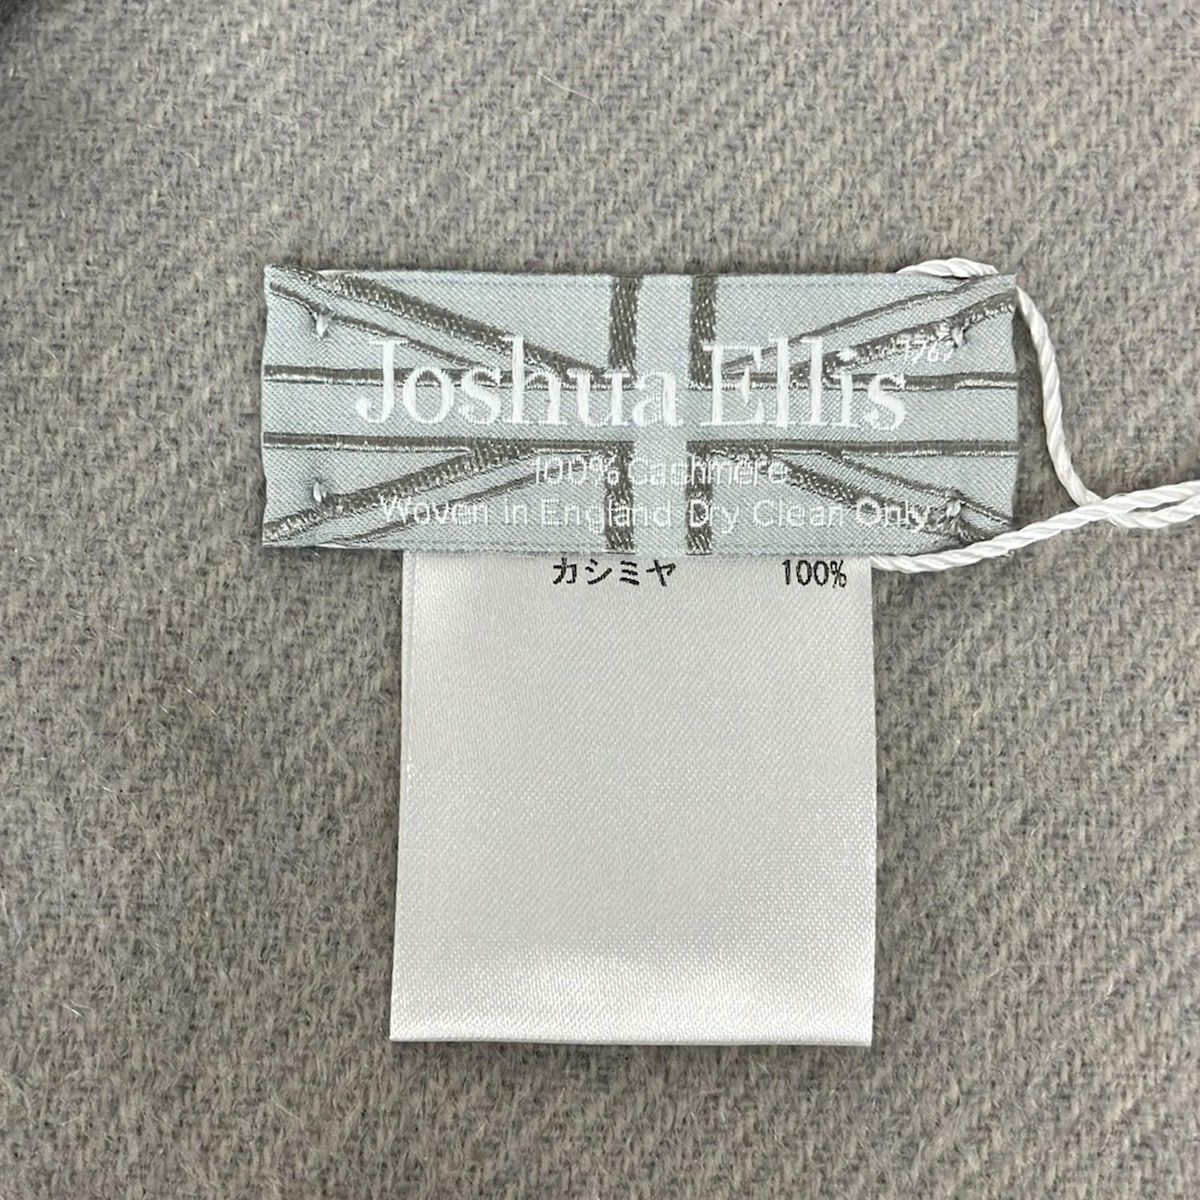 Joshua Ellis 1767
100% Cashmere
Woven in England Dry Clean Only
カシミヤ 100%